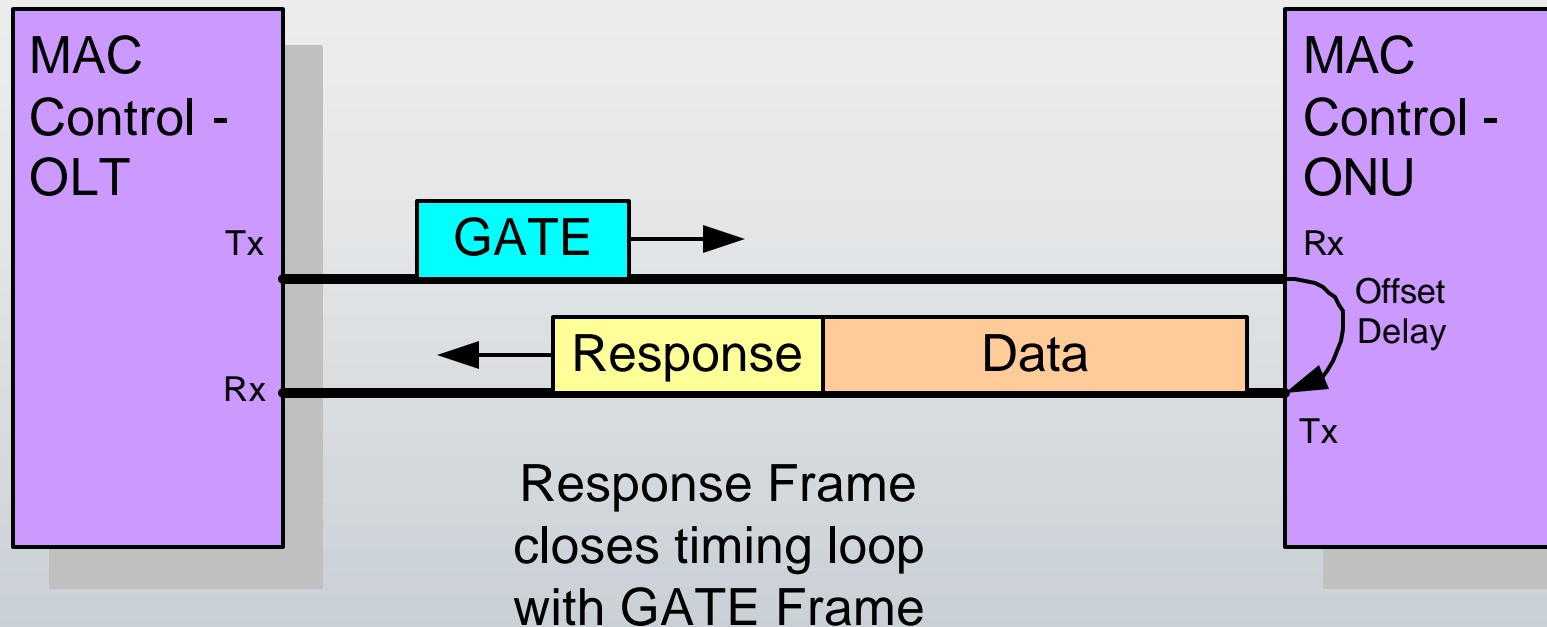 MAC
Control -
OLT
Tx
Rx
GATE
Response
Data
MAC
Control -
ONU
Rx
Offset
Delay
Tx
Response Frame
closes timing loop
with GATE Frame